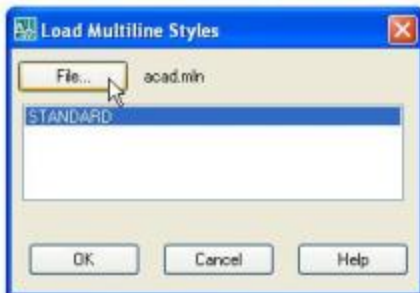 Load Multiline Styles
File... acad.mln
STANDARD
OK Cancel Help